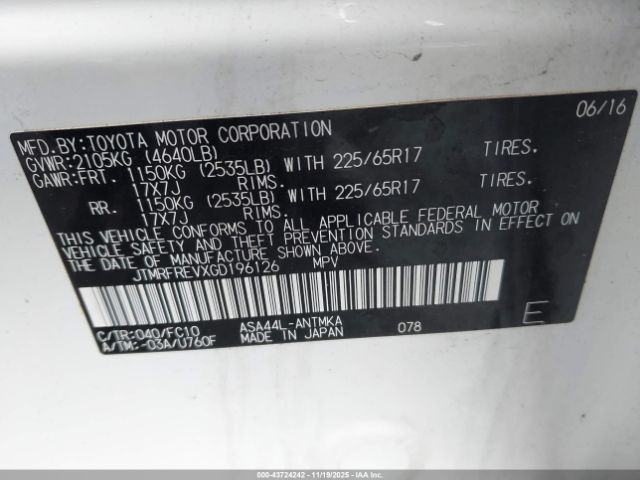 06/16
MFD.BY:TOYOTA MOTOR CORPORATION
GVWR:2105KG (4640LB)
GAWR:FRT. 1150KG (2535LB) WITH 225/65R17 TIRES.
17X7J RIMS.
RR. 1150KG (2535LB) WITH 225/65R17 TIRES.
17X7J RIMS.
THIS VEHICLE CONFORMS TO ALL APPLICABLE FEDERAL MOTOR
VEHICLE SAFETY AND THEFT PREVENTION STANDARDS IN EFFECT ON
THE DATE OF MANUFACTURE SHOWN ABOVE.
JTMRFREVXGD196126 MPV
C/TR:040/FC10 ASA44L-ANTMKA 078 E
A/TM:-03A/U760F MADE IN JAPAN
000-43724242 - 11/19/2025 - IAAI.COM